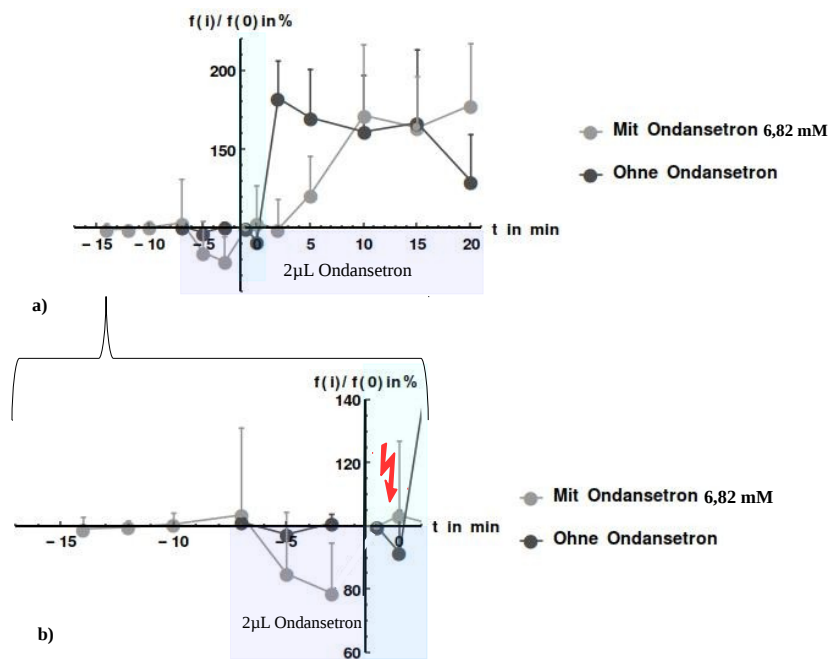 f(i)/ f(0) in %
200
150
Mit Ondansetron 6,82 mM
Ohne Ondansetron
−15 −10 −5 0 5 10 15 20 t in min
2µL Ondansetron
a)
f(i)/ f(0) in %
140
120
Mit Ondansetron 6,82 mM
−15 −10 −5 0 t in min
Ohne Ondansetron
80
2µL Ondansetron
b)
60